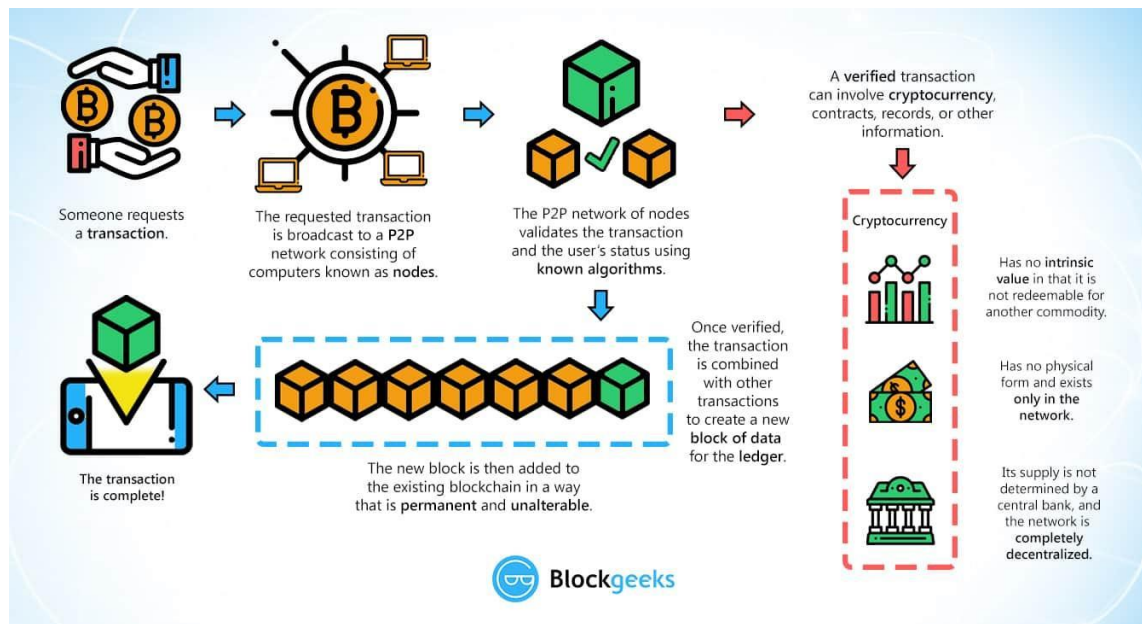 Someone requests
a transaction.
The requested transaction
is broadcast to a P2P
network consisting of
computers known as nodes.
The P2P network of nodes
validates the transaction
and the user's status using
known algorithms.
A verified transaction
can involve cryptocurrency,
contracts, records, or other
information.
Cryptocurrency
Has no intrinsic
value in that it is
not redeemable for
another commodity.
Has no physical
form and exists
only in the
network.
Its supply is not
determined by a
central bank, and
the network is
completely
decentralized.
Once verified,
the transaction
is combined
with other
transactions
to create a new
block of data
for the ledger.
The new block is then added to
the existing blockchain in a way
that is permanent and unalterable.
The transaction
is complete!
Blockgeeks